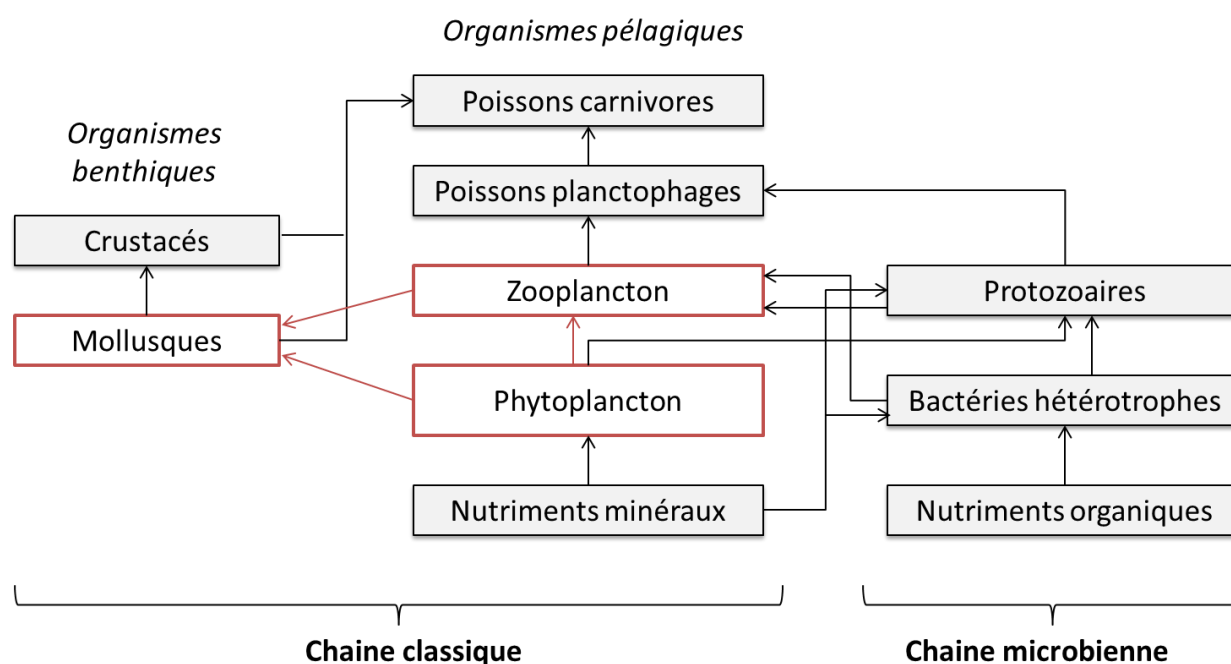 Organismes pélagiques
Poissons carnivores
Organismes
benthiques
Poissons planctophages
Crustacés
Zooplancton
Protozoaires
Mollusques
Phytoplancton
Bactéries hétérotrophes
Nutriments minéraux
Nutriments organiques
Chaine classique
Chaine microbienne